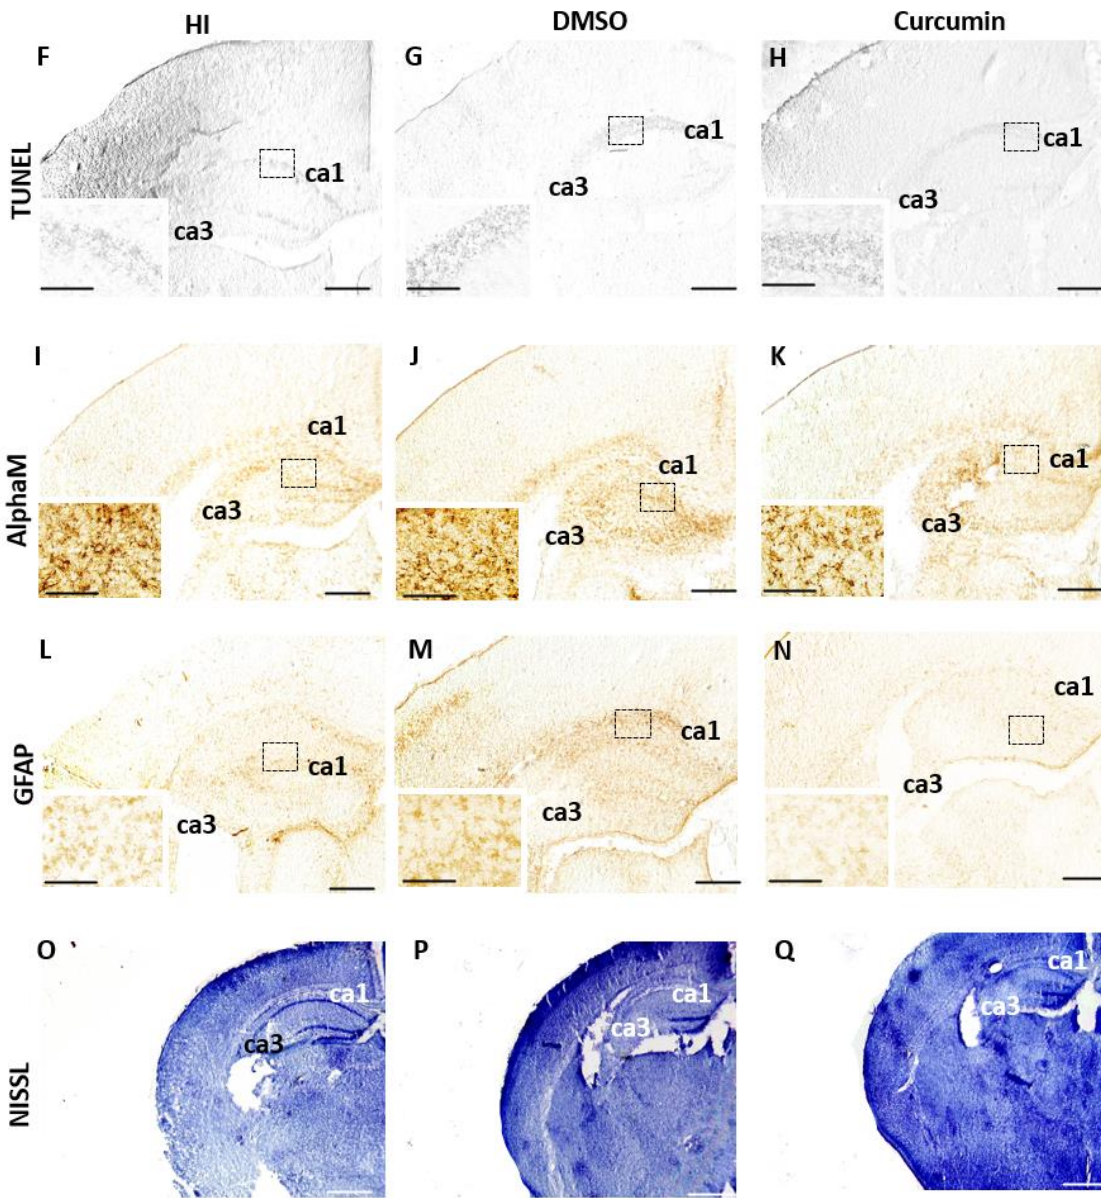 HI DMSO Curcumin
TUNEL
F G H
ca1 ca1 ca1
ca3 ca3 ca3
AlphaM
I J K
ca1 ca1 ca1
ca3 ca3 ca3
GFAP
L M N
ca1 ca1 ca1
ca3 ca3 ca3
NISSL
O P Q
ca1 ca1 ca1
ca3 ca3 ca3